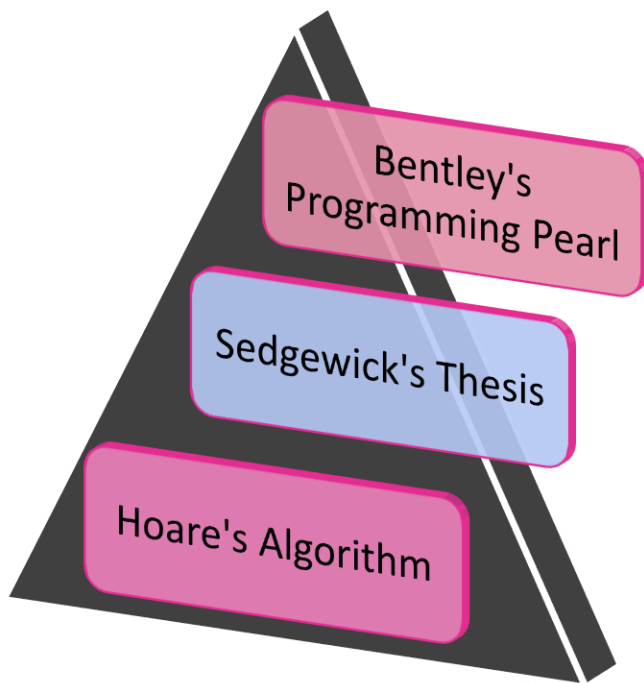 Bentley's
Programming Pearl
Sedgewick's Thesis
Hoare's Algorithm